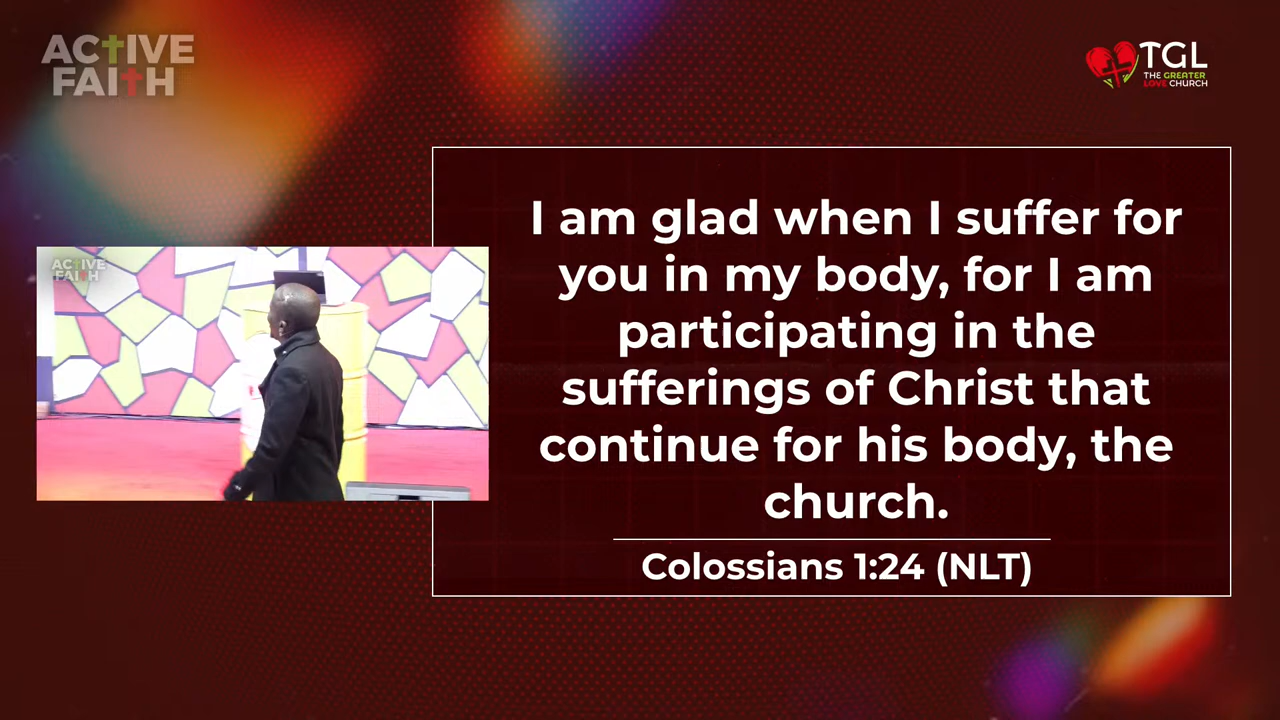 ACTIVE
FAITH
TGL
THE GREATER
LOVE CHURCH
ACTIVE
FAITH
I am glad when I suffer for
you in my body, for I am
participating in the
sufferings of Christ that
continue for his body, the
church.
Colossians 1:24 (NLT)